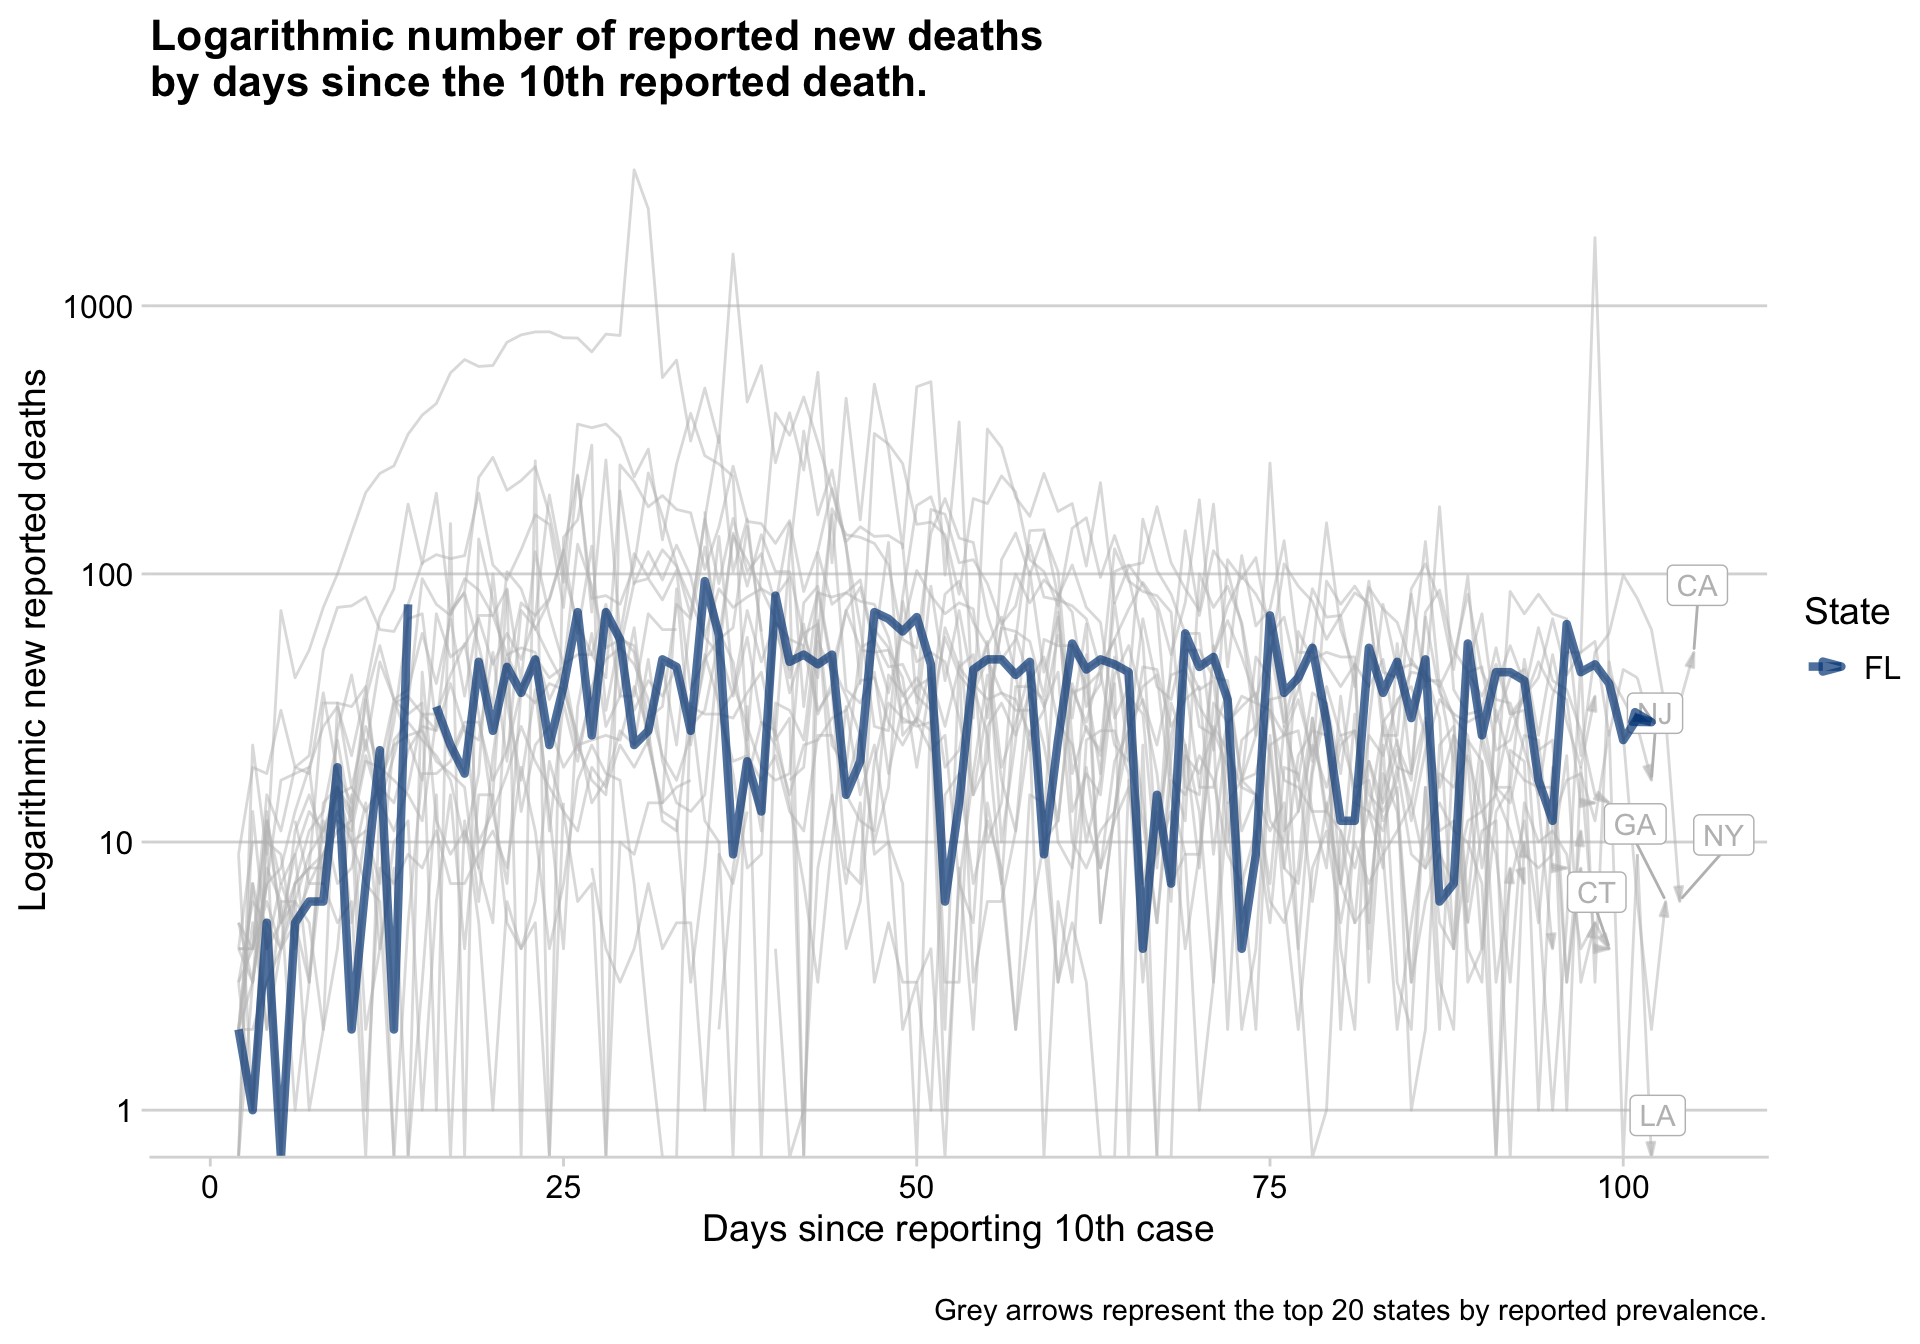 Logarithmic number of reported new deaths
by days since the 10th reported death.
Logarithmic new reported deaths
1000
100
10
1
CA
NJ
GA
NY
CT
LA
State
FL
0
25
50
75
100
Days since reporting 10th case
Grey arrows represent the top 20 states by reported prevalence.